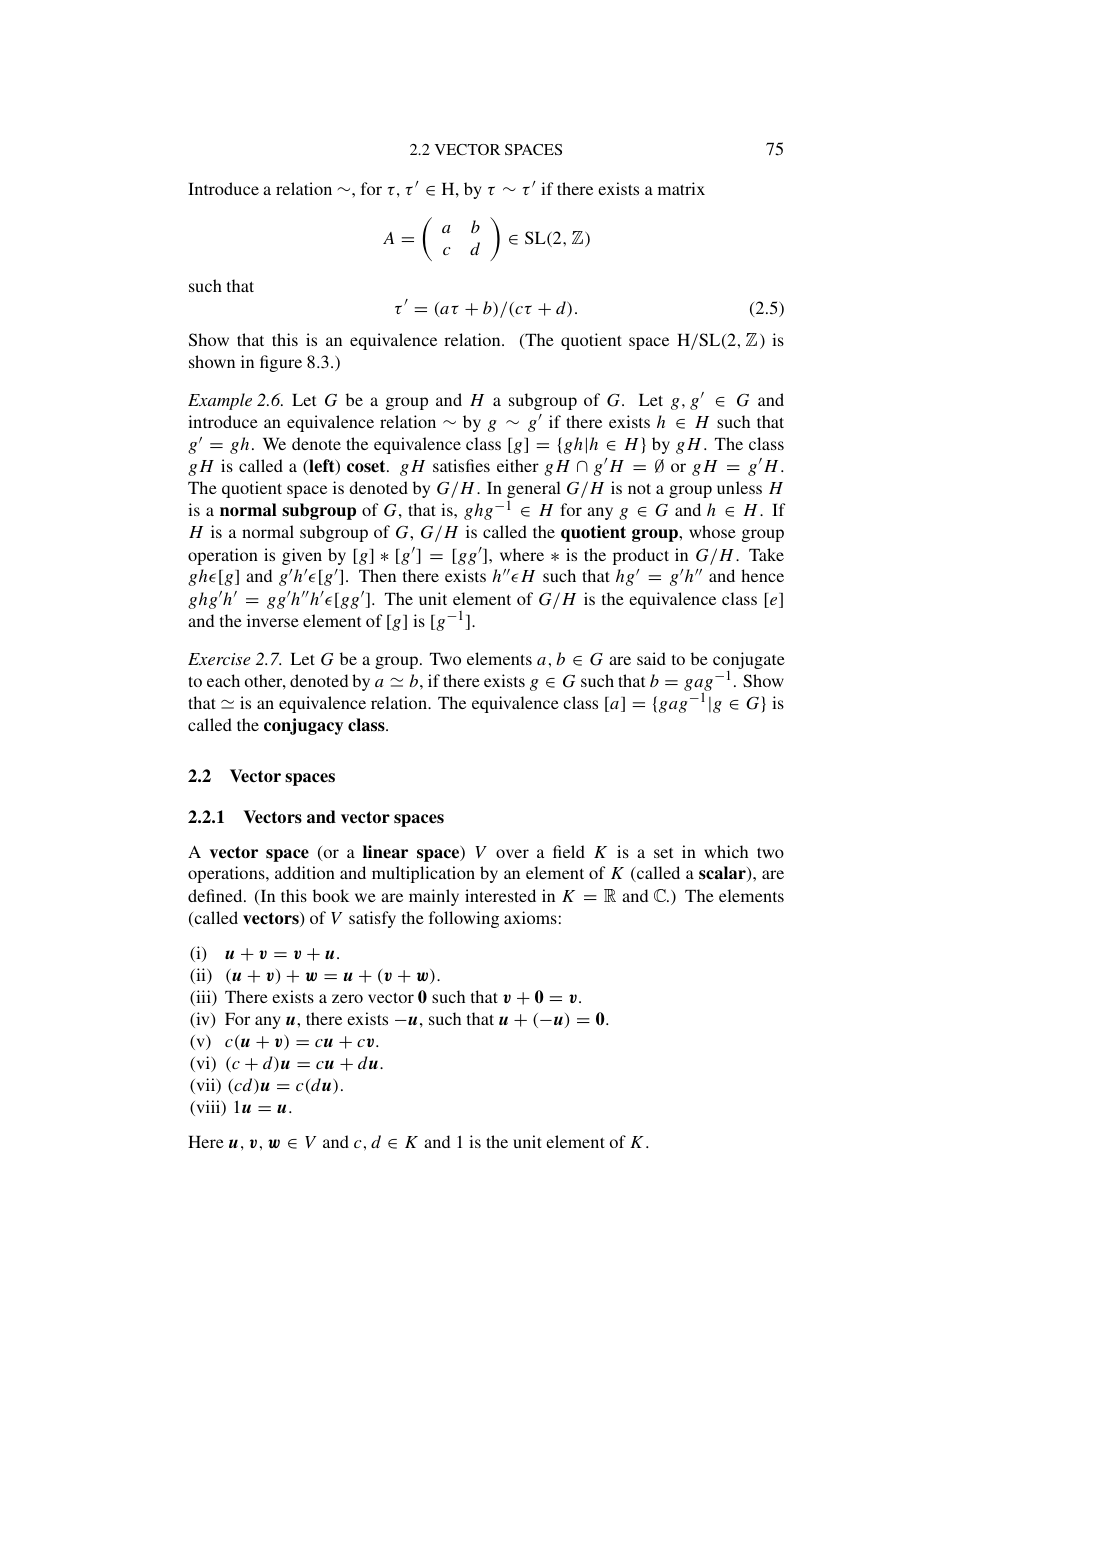 2.2 VECTOR SPACES 75
Introduce a relation ∼, for τ, τ′ ∈ H, by τ ∼ τ′ if there exists a matrix
A = ( a b
c d ) ∈ SL(2, ℤ)
such that
τ′ = (aτ + b)/(cτ + d). (2.5)
Show that this is an equivalence relation. (The quotient space H/SL(2, ℤ) is
shown in figure 8.3.)
Example 2.6. Let G be a group and H a subgroup of G. Let g, g′ ∈ G and
introduce an equivalence relation ∼ by g ∼ g′ if there exists h ∈ H such that
g′ = gh. We denote the equivalence class [g] = {gh|h ∈ H} by gH. The class
gH is called a (left) coset. gH satisfies either gH ∩ g′H = ∅ or gH = g′H.
The quotient space is denoted by G/H. In general G/H is not a group unless H
is a normal subgroup of G, that is, ghg⁻¹ ∈ H for any g ∈ G and h ∈ H. If
H is a normal subgroup of G, G/H is called the quotient group, whose group
operation is given by [g] ∗ [g′] = [gg′], where ∗ is the product in G/H. Take
ghϵ[g] and g′h′ϵ[g′]. Then there exists h″ϵH such that hg′ = g′h″ and hence
ghg′h′ = gg′h″h′ϵ[gg′]. The unit element of G/H is the equivalence class [e]
and the inverse element of [g] is [g⁻¹].
Exercise 2.7. Let G be a group. Two elements a, b ∈ G are said to be conjugate
to each other, denoted by a ≃ b, if there exists g ∈ G such that b = gag⁻¹. Show
that ≃ is an equivalence relation. The equivalence class [a] = {gag⁻¹|g ∈ G} is
called the conjugacy class.
2.2 Vector spaces
2.2.1 Vectors and vector spaces
A vector space (or a linear space) V over a field K is a set in which two
operations, addition and multiplication by an element of K (called a scalar), are
defined. (In this book we are mainly interested in K = ℝ and ℂ.) The elements
(called vectors) of V satisfy the following axioms:
(i) u + v = v + u.
(ii) (u + v) + w = u + (v + w).
(iii) There exists a zero vector 0 such that v + 0 = v.
(iv) For any u, there exists −u, such that u + (−u) = 0.
(v) c(u + v) = cu + cv.
(vi) (c + d)u = cu + du.
(vii) (cd)u = c(du).
(viii) 1u = u.
Here u, v, w ∈ V and c, d ∈ K and 1 is the unit element of K.